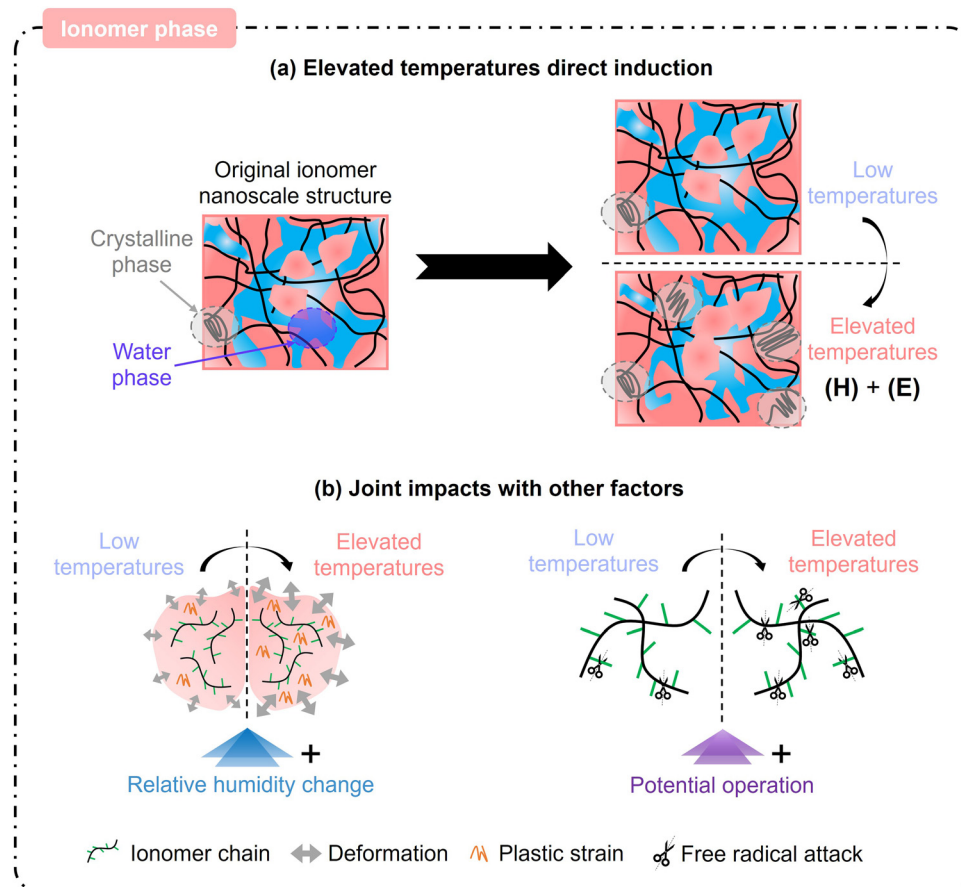 Ionomer phase
(a) Elevated temperatures direct induction
Original ionomer
nanoscale structure
Crystalline
phase
Water
phase
Low
temperatures
Elevated
temperatures
(H) + (E)
(b) Joint impacts with other factors
Low
temperatures
Elevated
temperatures
+
Relative humidity change
Low
temperatures
Elevated
temperatures
+
Potential operation
Ionomer chain
Deformation
Plastic strain
Free radical attack